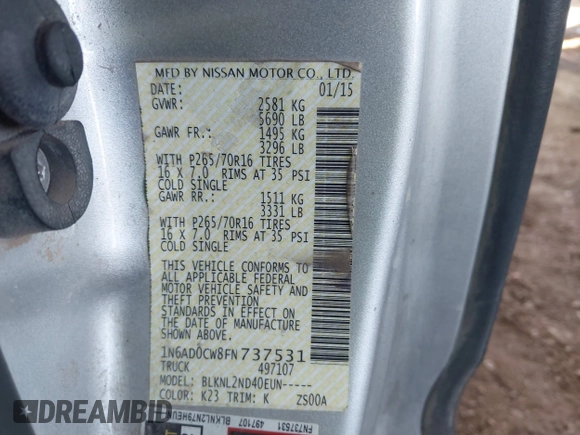 MFD BY NISSAN MOTOR CO., LTD.
DATE: 01/15
GVWR: 2581 KG
5690 LB
GAWR FR.: 1495 KG
3296 LB
WITH P265/70R16 TIRES
16 X 7.0 RIMS AT 35 PSI
COLD SINGLE
GAWR RR.: 1511 KG
3331 LB
WITH P265/70R16 TIRES
16 X 7.0 RIMS AT 35 PSI
COLD SINGLE
THIS VEHICLE CONFORMS TO
ALL APPLICABLE FEDERAL
MOTOR VEHICLE SAFETY AND
THEFT PREVENTION
STANDARDS IN EFFECT ON
THE DATE OF MANUFACTURE
SHOWN ABOVE.
1N6AD0CW8FN737531
TRUCK 497107
MODEL: BLKNL2ND40EUN-----
COLOR: K23 TRIM: K ZS00A
FN737531 497107 BLKNL2N79HEUN